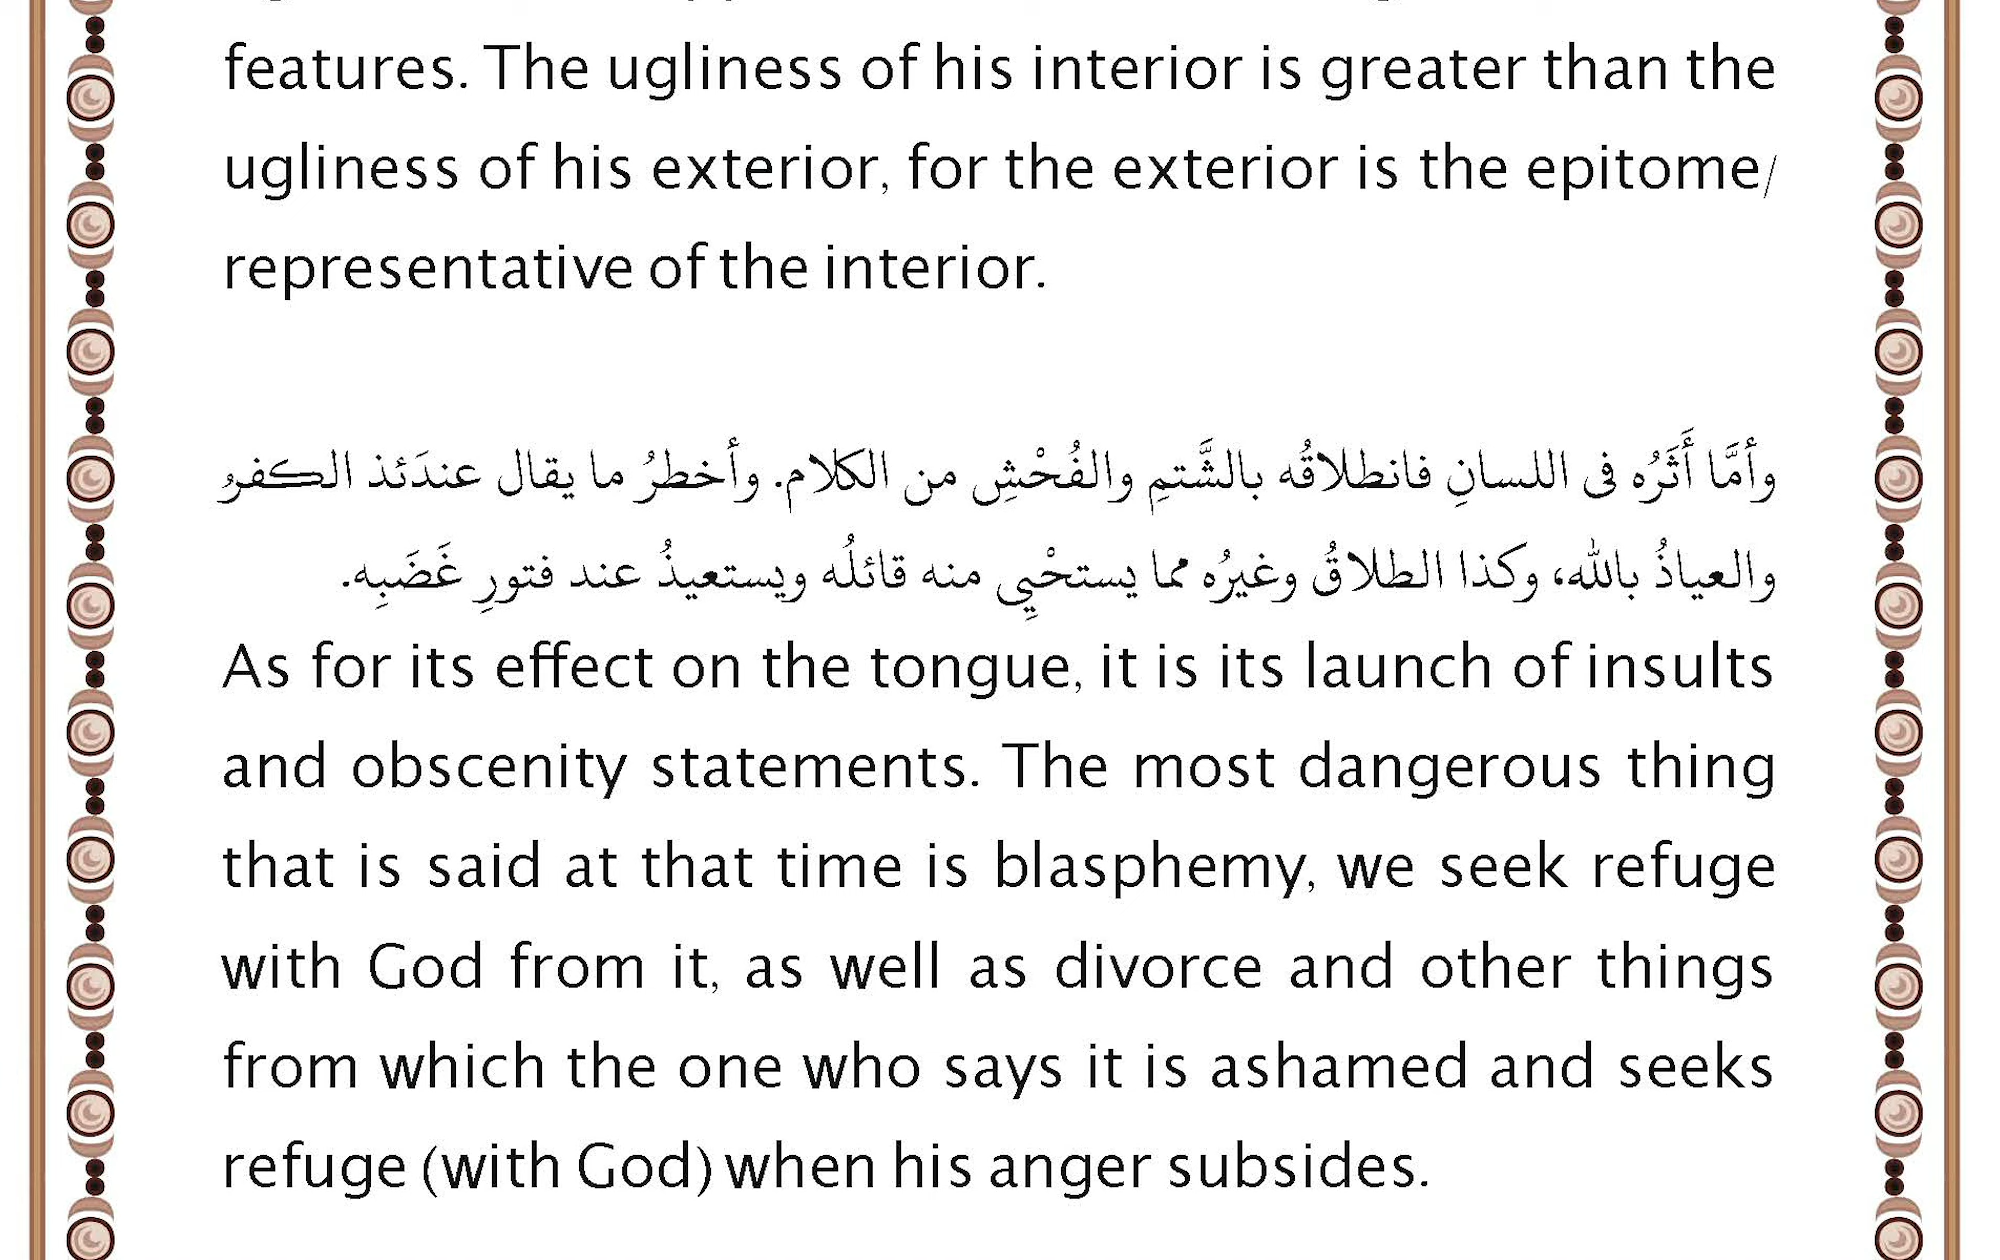 features. The ugliness of his interior is greater than the
ugliness of his exterior, for the exterior is the epitome/
representative of the interior.
وأمَّا أَثَرُه فى اللسانِ فانطلاقُه بالشَّتمِ والفُحْشِ من الكلام. وأخطرُ ما يقال عندَئذ الكفرُ
والعياذُ بالله، وكذا الطلاقُ وغيرُه مما يستحْيِي منه قائلُه ويستعيذُ عند فتورِ غَضَبِه.
As for its effect on the tongue, it is its launch of insults
and obscenity statements. The most dangerous thing
that is said at that time is blasphemy, we seek refuge
with God from it, as well as divorce and other things
from which the one who says it is ashamed and seeks
refuge (with God) when his anger subsides.